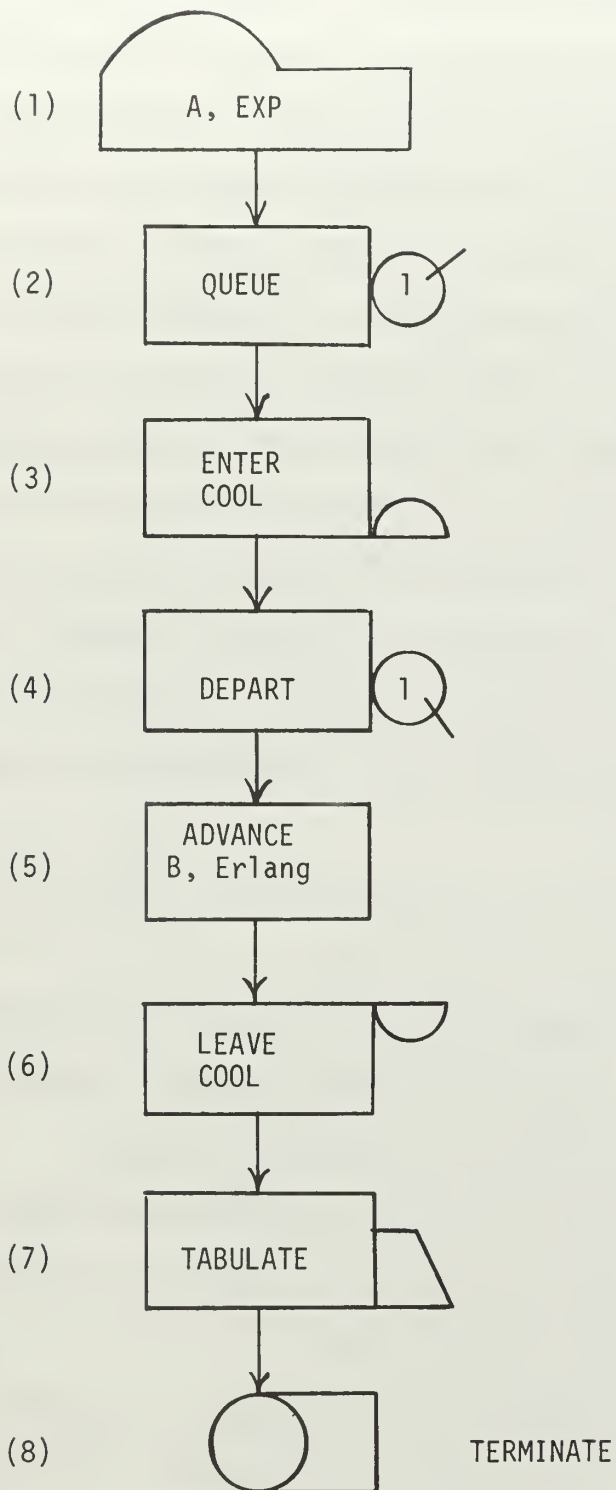 (1) A, EXP
(2) QUEUE 1
(3) ENTER
COOL
(4) DEPART 1
(5) ADVANCE
B, Erlang
(6) LEAVE
COOL
(7) TABULATE
(8) TERMINATE